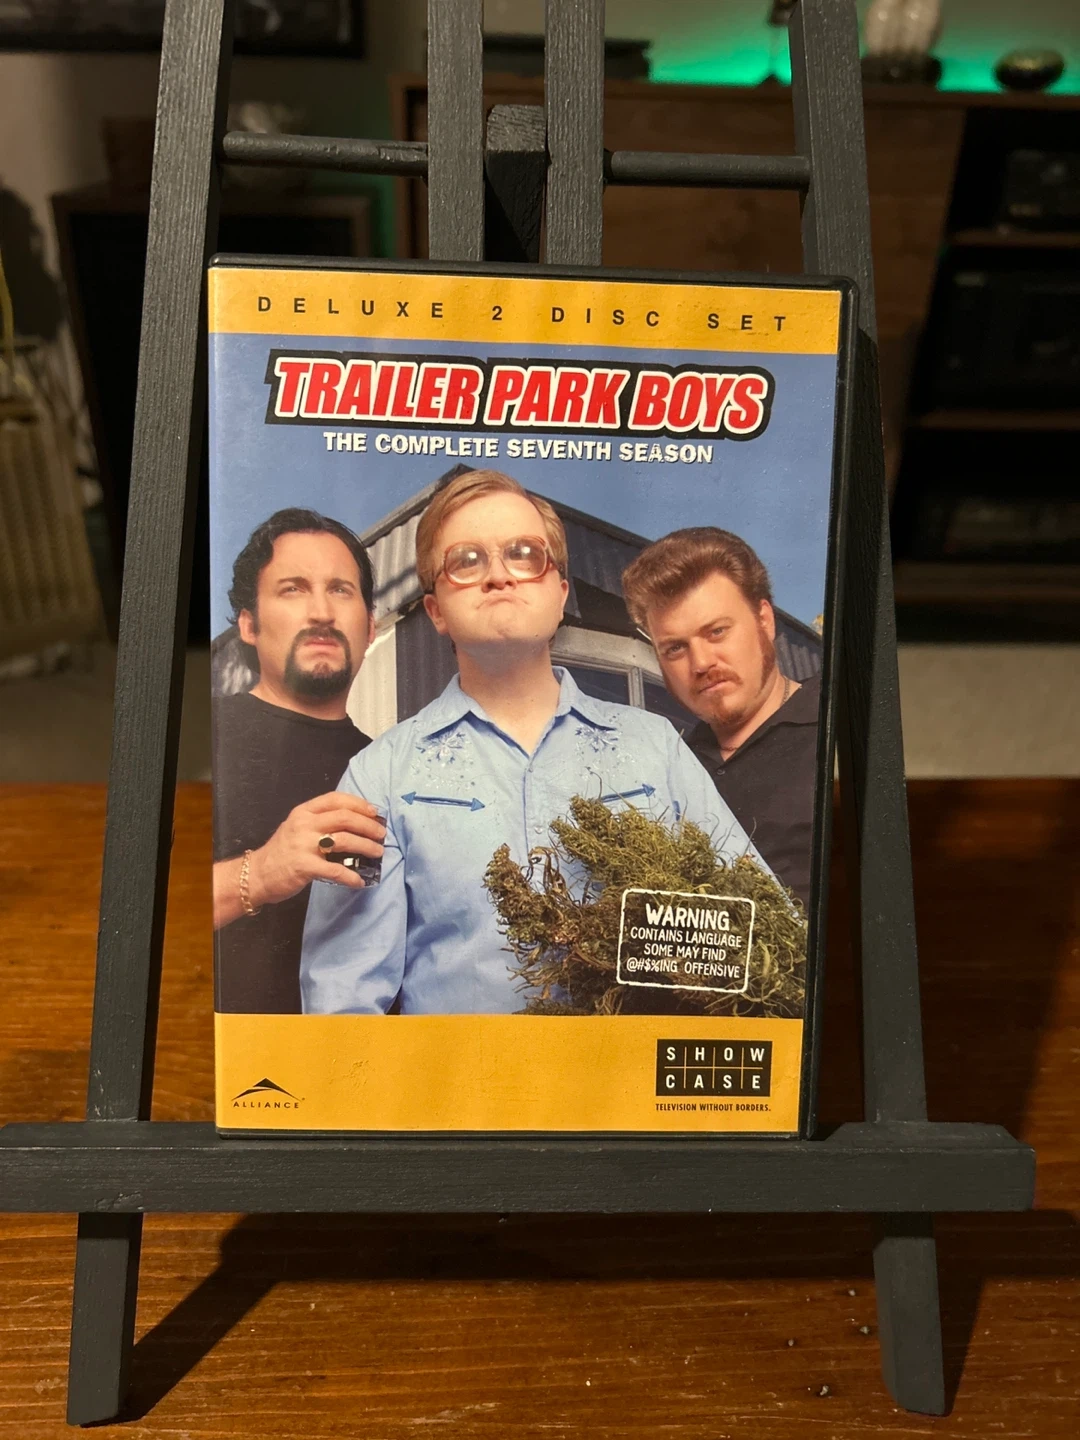 DELUXE 2 DISC SET
TRAILER PARK BOYS
THE COMPLETE SEVENTH SEASON
WARNING
CONTAINS LANGUAGE
SOME MAY FIND
@#$%ING OFFENSIVE
SHOW
CASE
TELEVISION WITHOUT BORDERS.
ALLIANCE